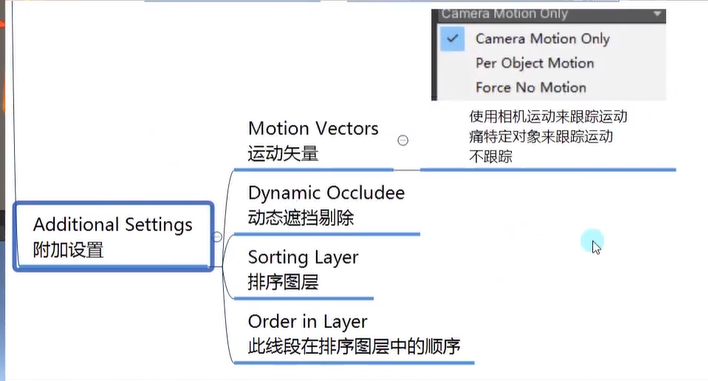 Camera Motion Only
Camera Motion Only
Per Object Motion
Force No Motion
使用相机运动来跟踪运动
痛特定对象来跟踪运动
不跟踪
Motion Vectors
运动矢量
Dynamic Occludee
动态遮挡剔除
Additional Settings
附加设置
Sorting Layer
排序图层
Order in Layer
此线段在排序图层中的顺序